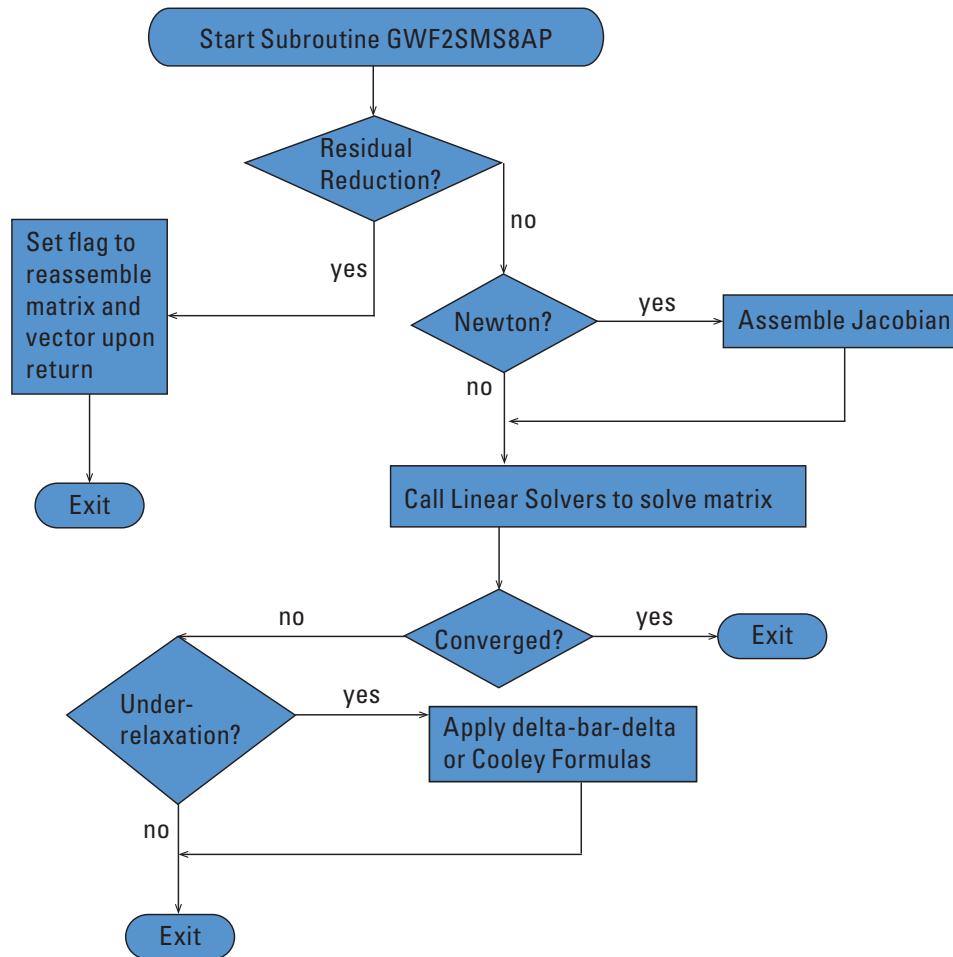 Start Subroutine GWF2SMS8AP
Residual
Reduction?
no
yes
Set flag to
reassemble
matrix and
vector upon
return
Exit
Newton?
yes
Assemble Jacobian
no
Call Linear Solvers to solve matrix
Converged?
no
yes
Exit
Under-
relaxation?
yes
Apply delta-bar-delta
or Cooley Formulas
no
Exit